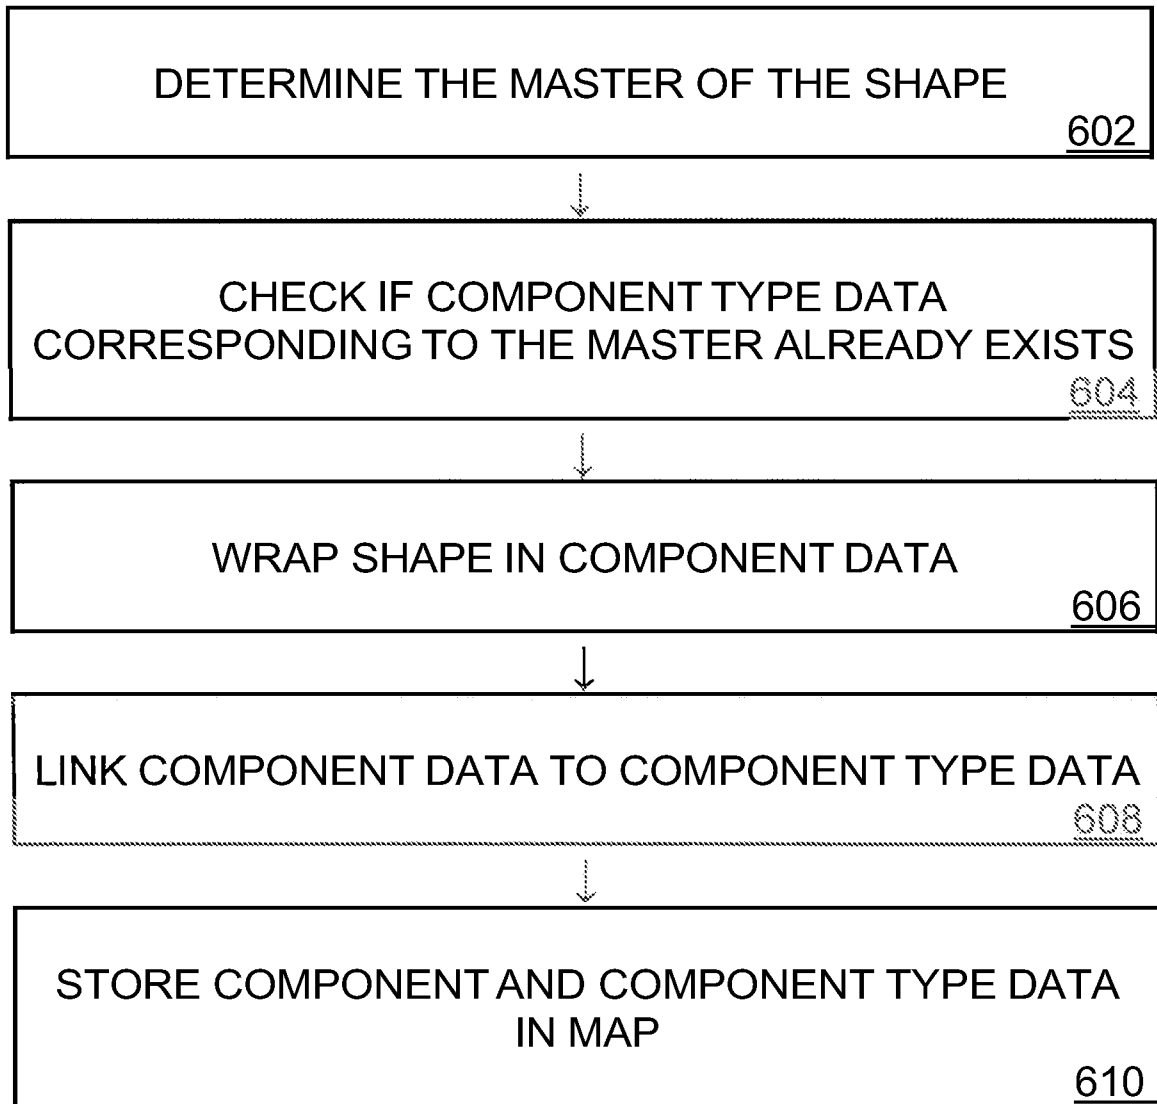 DETERMINE THE MASTER OF THE SHAPE
602
CHECK IF COMPONENT TYPE DATA
CORRESPONDING TO THE MASTER ALREADY EXISTS
604
WRAP SHAPE IN COMPONENT DATA
606
LINK COMPONENT DATA TO COMPONENT TYPE DATA
608
STORE COMPONENT AND COMPONENT TYPE DATA
IN MAP
610